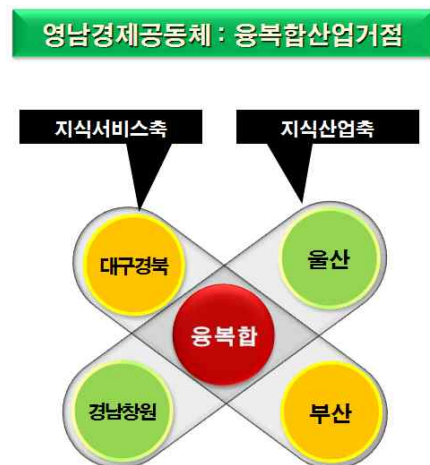 영남경제공동체 : 융복합산업거점
지식서비스축
지식산업축
대구경북
울산
융복합
경남창원
부산